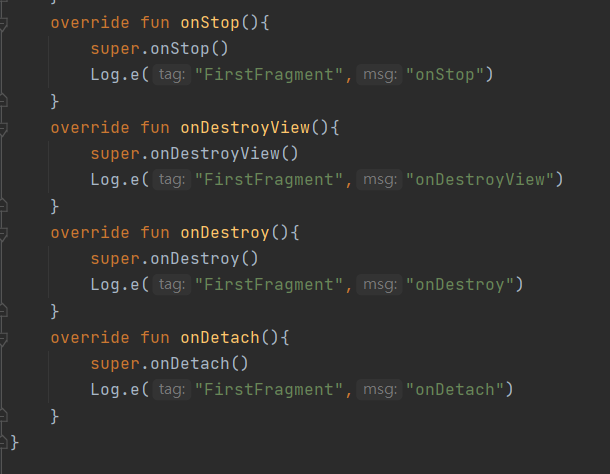 }
override fun onStop(){
super.onStop()
Log.e( tag: "FirstFragment", msg: "onStop")
}
override fun onDestroyView(){
super.onDestroyView()
Log.e( tag: "FirstFragment", msg: "onDestroyView")
}
override fun onDestroy(){
super.onDestroy()
Log.e( tag: "FirstFragment", msg: "onDestroy")
}
override fun onDetach(){
super.onDetach()
Log.e( tag: "FirstFragment", msg: "onDetach")
}
}